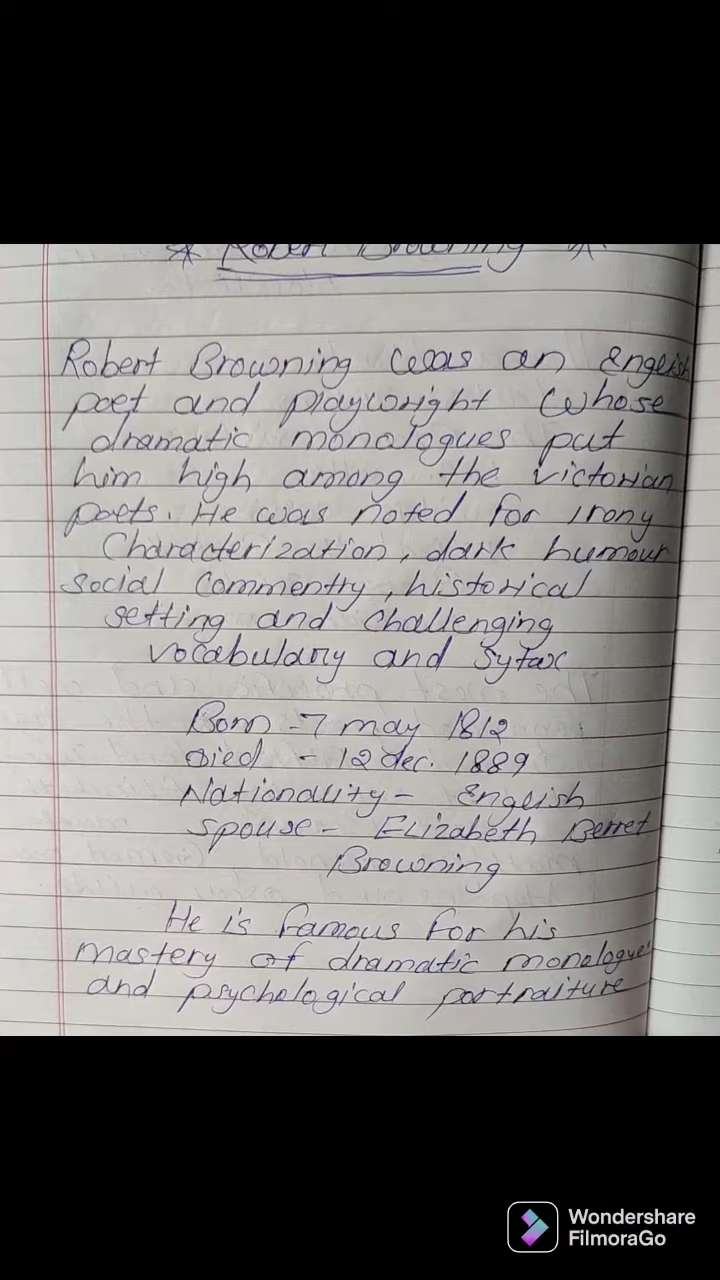 * Robert Browning *
Robert Browning was an English
poet and playwright whose
dramatic monologues put
him high among the victorian
poets. He was noted for irony
Characterization, dark humour
social commentry, historical
setting and challenging
vocabulary and sytax
Born - 7 may 1812
Died - 12 dec. 1889
Nationality - English
spouse - Elizabeth Berret
Browning
He is famous for his
mastery of dramatic monologue
and psychological portraiture
Wondershare
FilmoraGo